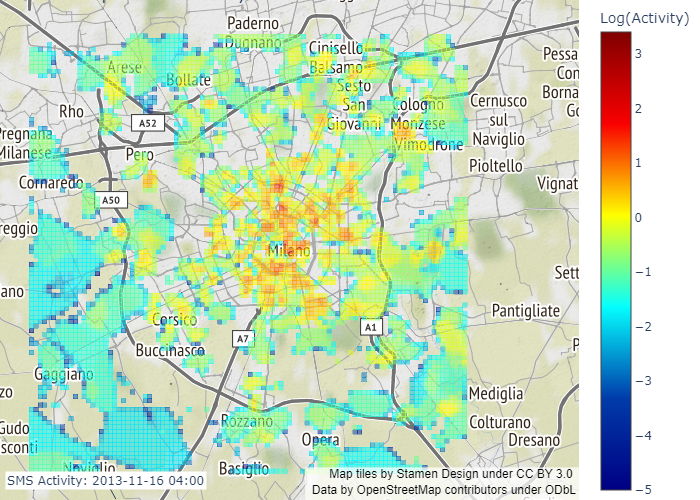 Log(Activity)
Paderno
Dugnano
Cinisello
Balsamo
Arese
Bollate
Sesto
San
Giovanni
Pessa
Con
Borna
Go
Rho
A52
Cologno
Monzese
Cernusco
sul
Naviglio
Pregnana
Milanese
Pero
Vimodrone
Pioltello
Cornaredo
A50
Vignat
reggio
Milano
Sett
ano
Corsico
A7
A1
Pantigliate
P
Buccinasco
Gaggiano
zo
Mediglia
Rozzano
Colturano
Gudo
sconti
Opera
Dresano
Noviglio
Basiglio
SMS Activity: 2013-11-16 04:00
Map tiles by Stamen Design under CC BY 3.0
Data by OpenStreetMap contributors under ODbL
3
2
1
0
−1
−2
−3
−4
−5